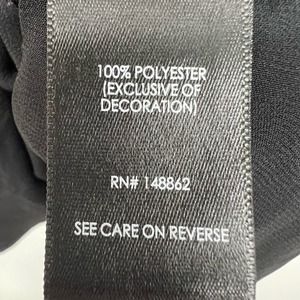 100% POLYESTER
(EXCLUSIVE OF
DECORATION)
RN# 148862
SEE CARE ON REVERSE